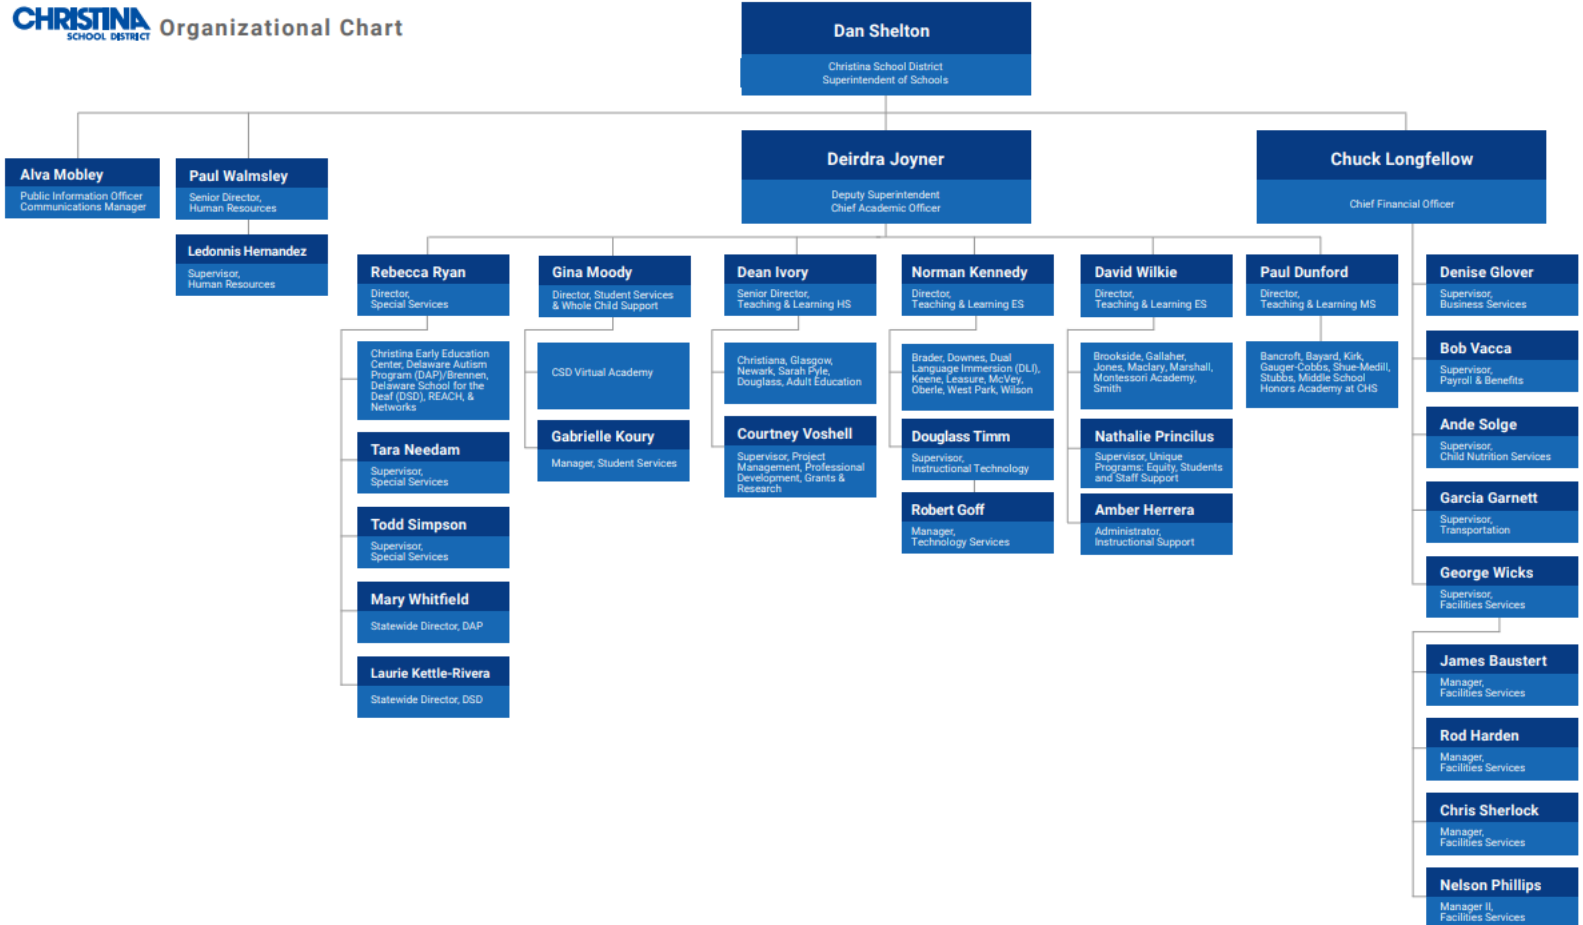 CHRISTINA
SCHOOL DISTRICT
Organizational Chart
Dan Shelton
Christina School District
Superintendent of Schools
Alva Mobley
Public Information Officer
Communications Manager
Paul Walmsley
Senior Director,
Human Resources
Ledonnis Hernandez
Supervisor,
Human Resources
Deirdra Joyner
Deputy Superintendent
Chief Academic Officer
Chuck Longfellow
Chief Financial Officer
Rebecca Ryan
Director,
Special Services
Christina Early Education
Center, Delaware Autism
Program (DAP)/Brennen,
Delaware School for the
Deaf (DSD), REACH, &
Networks
Tara Needam
Supervisor,
Special Services
Todd Simpson
Supervisor,
Special Services
Mary Whitfield
Statewide Director, DAP
Laurie Kettle-Rivera
Statewide Director, DSD
Gina Moody
Director, Student Services
& Whole Child Support
CSD Virtual Academy
Gabrielle Koury
Manager, Student Services
Dean Ivory
Senior Director,
Teaching & Learning HS
Christiana, Glasgow,
Newark, Sarah Pyle,
Douglass, Adult Education
Courtney Voshell
Supervisor, Project
Management, Professional
Development, Grants &
Research
Norman Kennedy
Director,
Teaching & Learning ES
Brader, Downes, Dual
Language Immersion (DLI),
Keene, Leasure, McVey,
Oberle, West Park, Wilson
Douglass Timm
Supervisor,
Instructional Technology
Robert Goff
Manager,
Technology Services
David Wilkie
Director,
Teaching & Learning ES
Brookside, Gallaher,
Jones, Maclary, Marshall,
Montessori Academy,
Smith
Nathalie Princilus
Supervisor, Unique
Programs: Equity, Students
and Staff Support
Amber Herrera
Administrator,
Instructional Support
Paul Dunford
Director,
Teaching & Learning MS
Bancroft, Bayard, Kirk,
Gauger-Cobbs, Shue-Medill,
Stubbs, Middle School
Honors Academy at CHS
Denise Glover
Supervisor,
Business Services
Bob Vacca
Supervisor,
Payroll & Benefits
Ande Solge
Supervisor,
Child Nutrition Services
Garcia Garnett
Supervisor,
Transportation
George Wicks
Supervisor,
Facilities Services
James Baustert
Manager,
Facilities Services
Rod Harden
Manager,
Facilities Services
Chris Sherlock
Manager,
Facilities Services
Nelson Phillips
Manager II,
Facilities Services